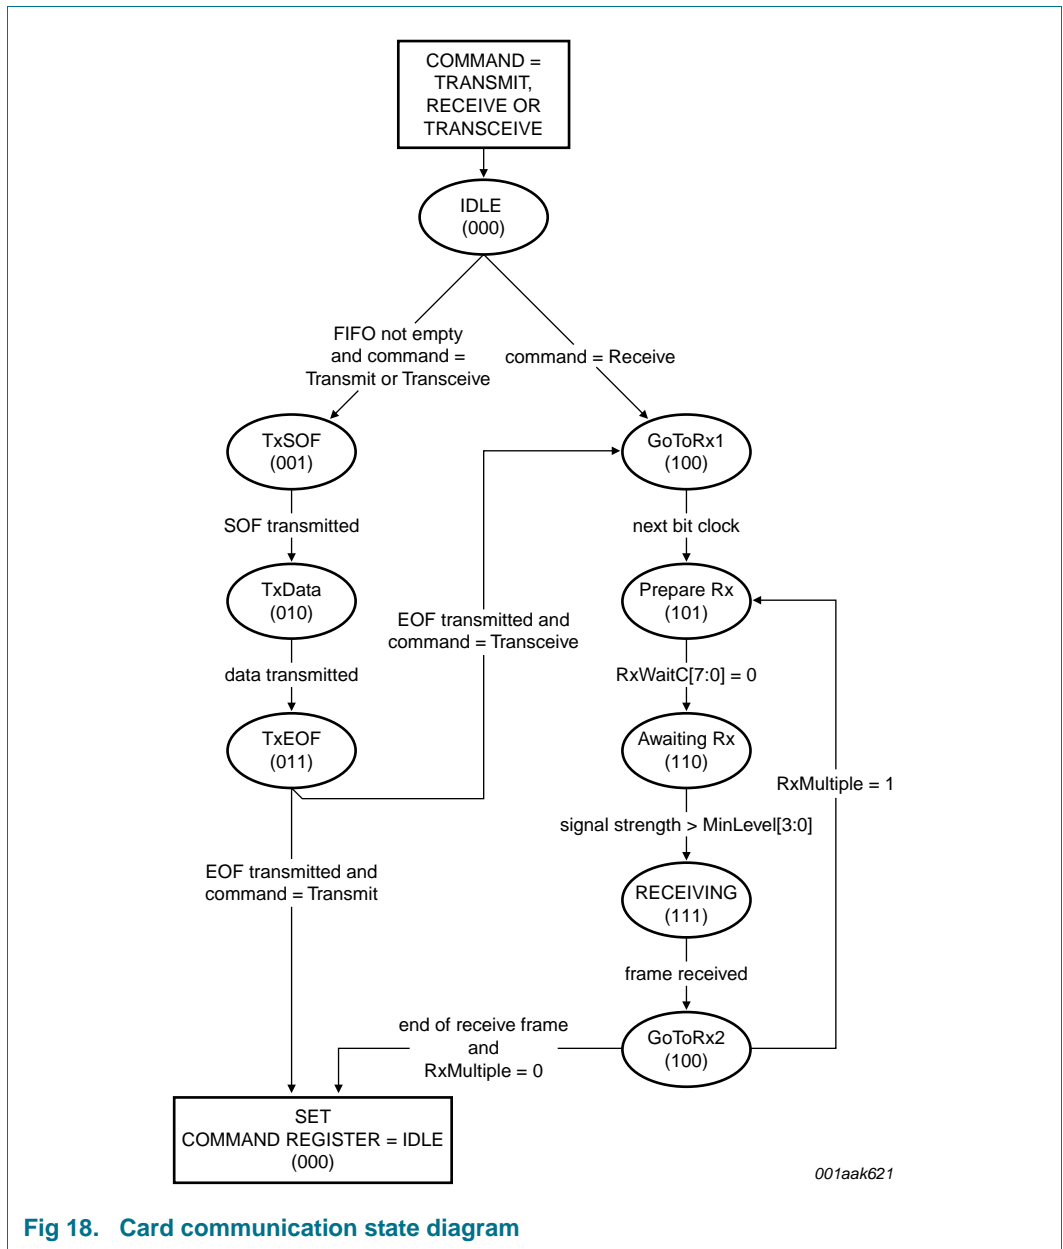 COMMAND =
TRANSMIT,
RECEIVE OR
TRANSCEIVE
IDLE
(000)
FIFO not empty
and command =
Transmit or Transceive
command = Receive
TxSOF
(001)
GoToRx1
(100)
SOF transmitted
next bit clock
TxData
(010)
Prepare Rx
(101)
EOF transmitted and
command = Transceive
data transmitted
RxWaitC[7:0] = 0
TxEOF
(011)
Awaiting Rx
(110)
RxMultiple = 1
signal strength > MinLevel[3:0]
EOF transmitted and
command = Transmit
RECEIVING
(111)
frame received
end of receive frame
and
RxMultiple = 0
GoToRx2
(100)
SET
COMMAND REGISTER = IDLE
(000)
001aak621
Fig 18. Card communication state diagram